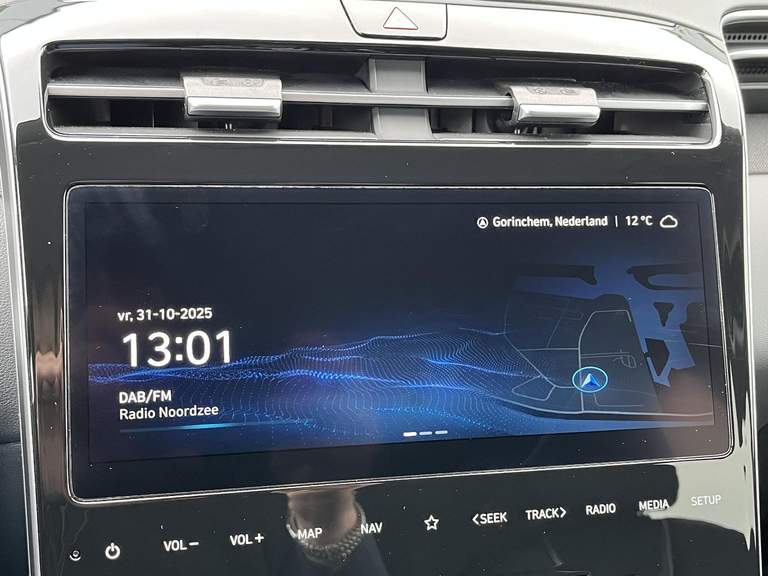 Gorinchem, Nederland | 12 °C
vr, 31-10-2025
13:01
DAB/FM
Radio Noordzee
VOL − VOL + MAP NAV <SEEK TRACK> RADIO MEDIA SETUP